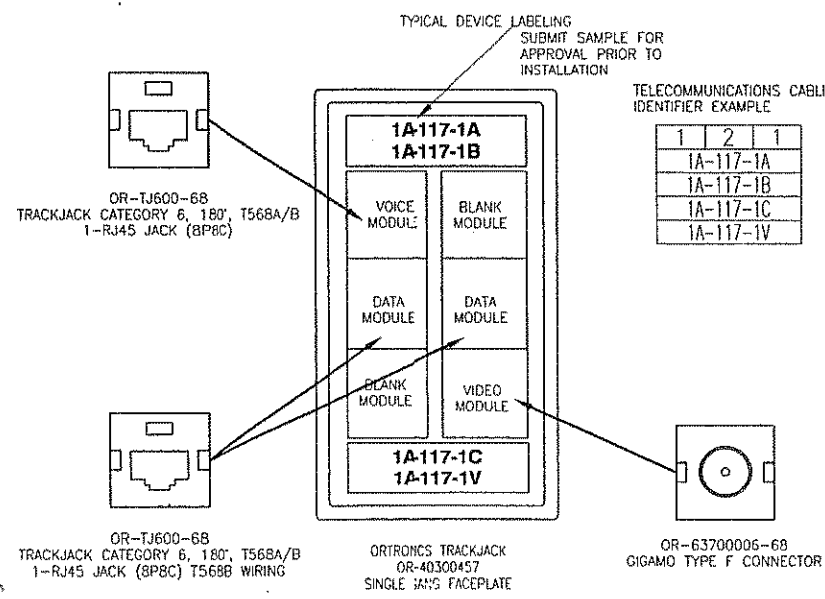 TYPICAL DEVICE LABELING
SUBMIT SAMPLE FOR
APPROVAL PRIOR TO
INSTALLATION
TELECOMMUNICATIONS CABLI
IDENTIFIER EXAMPLE
1 2 1
1A-117-1A
1A-117-1B
1A-117-1C
1A-117-1V
1A-117-1A
1A-117-1B
VOICE
MODULE
BLANK
MODULE
DATA
MODULE
DATA
MODULE
BLANK
MODULE
VIDEO
MODULE
1A-117-1C
1A-117-1V
OR-TJ600-68
TRACKJACK CATEGORY 6, 180°, T568A/B
1-RJ45 JACK (8P8C)
OR-TJ600-68
TRACKJACK CATEGORY 6, 180°, T568A/B
1-RJ45 JACK (8P8C) T568B WIRING
ORTRONCS TRACKJACK
OR-40300457
SINGLE FACEPLATE
OR-63700006-68
GIGAMO TYPE F CONNECTOR